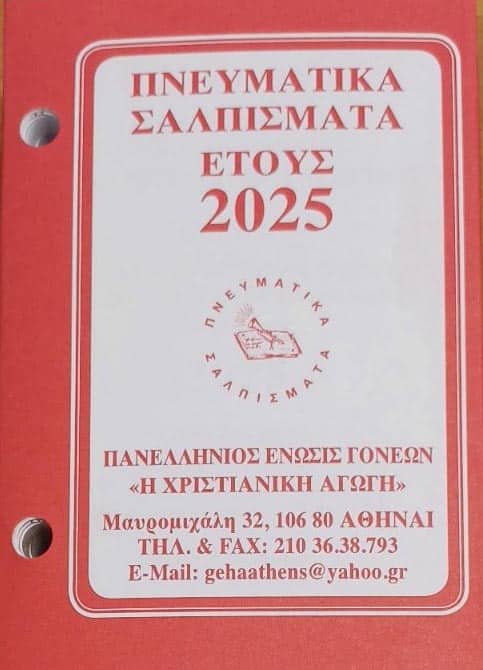 ΠΝΕΥΜΑΤΙΚΑ
ΣΑΛΠΙΣΜΑΤΑ
ΕΤΟΥΣ
2025
ΠΝΕΥΜΑΤΙΚΑ
ΣΑΛΠΙΣΜΑΤΑ
ΠΑΝΕΛΛΗΝΙΟΣ ΕΝΩΣΙΣ ΓΟΝΕΩΝ
«Η ΧΡΙΣΤΙΑΝΙΚΗ ΑΓΩΓΗ»
Μαυρομιχάλη 32, 106 80 ΑΘΗΝΑΙ
ΤΗΛ. & FAX: 210 36.38.793
E-Mail: gehaathens@yahoo.gr